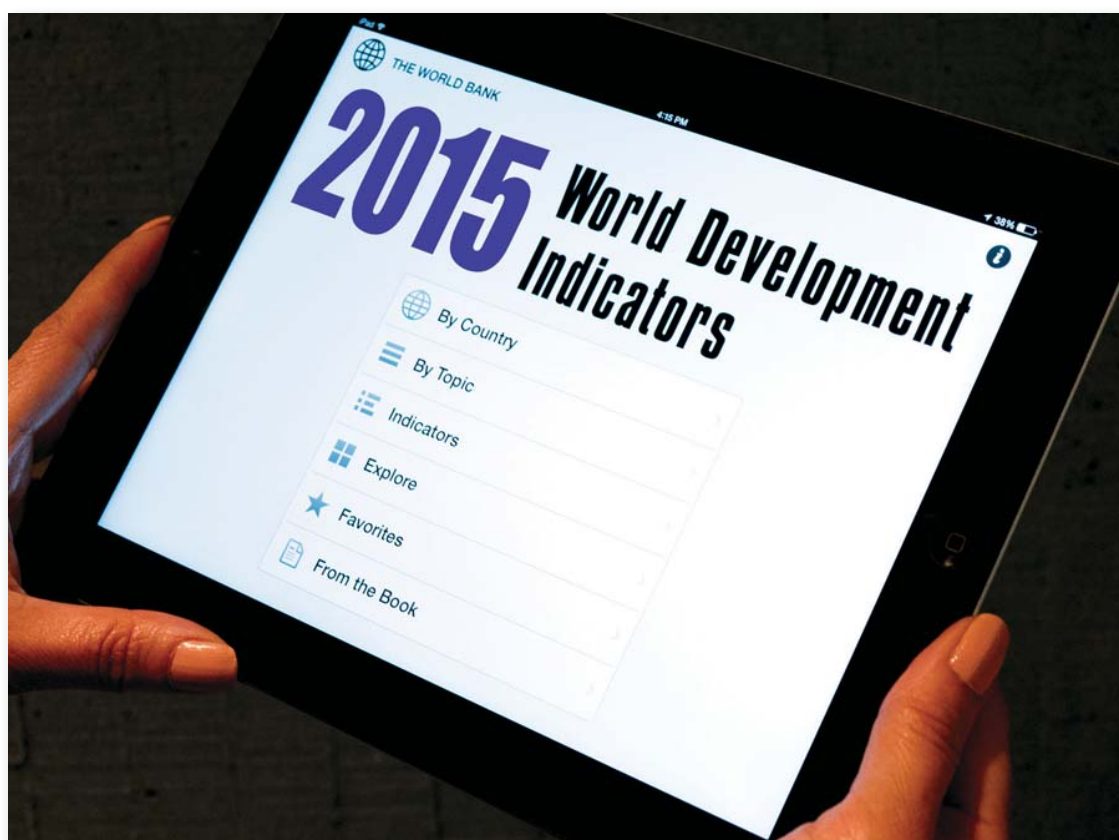 iPad
4:15 PM
38%
THE WORLD BANK
2015
World Development
Indicators
i
By Country
By Topic
Indicators
Explore
Favorites
From the Book